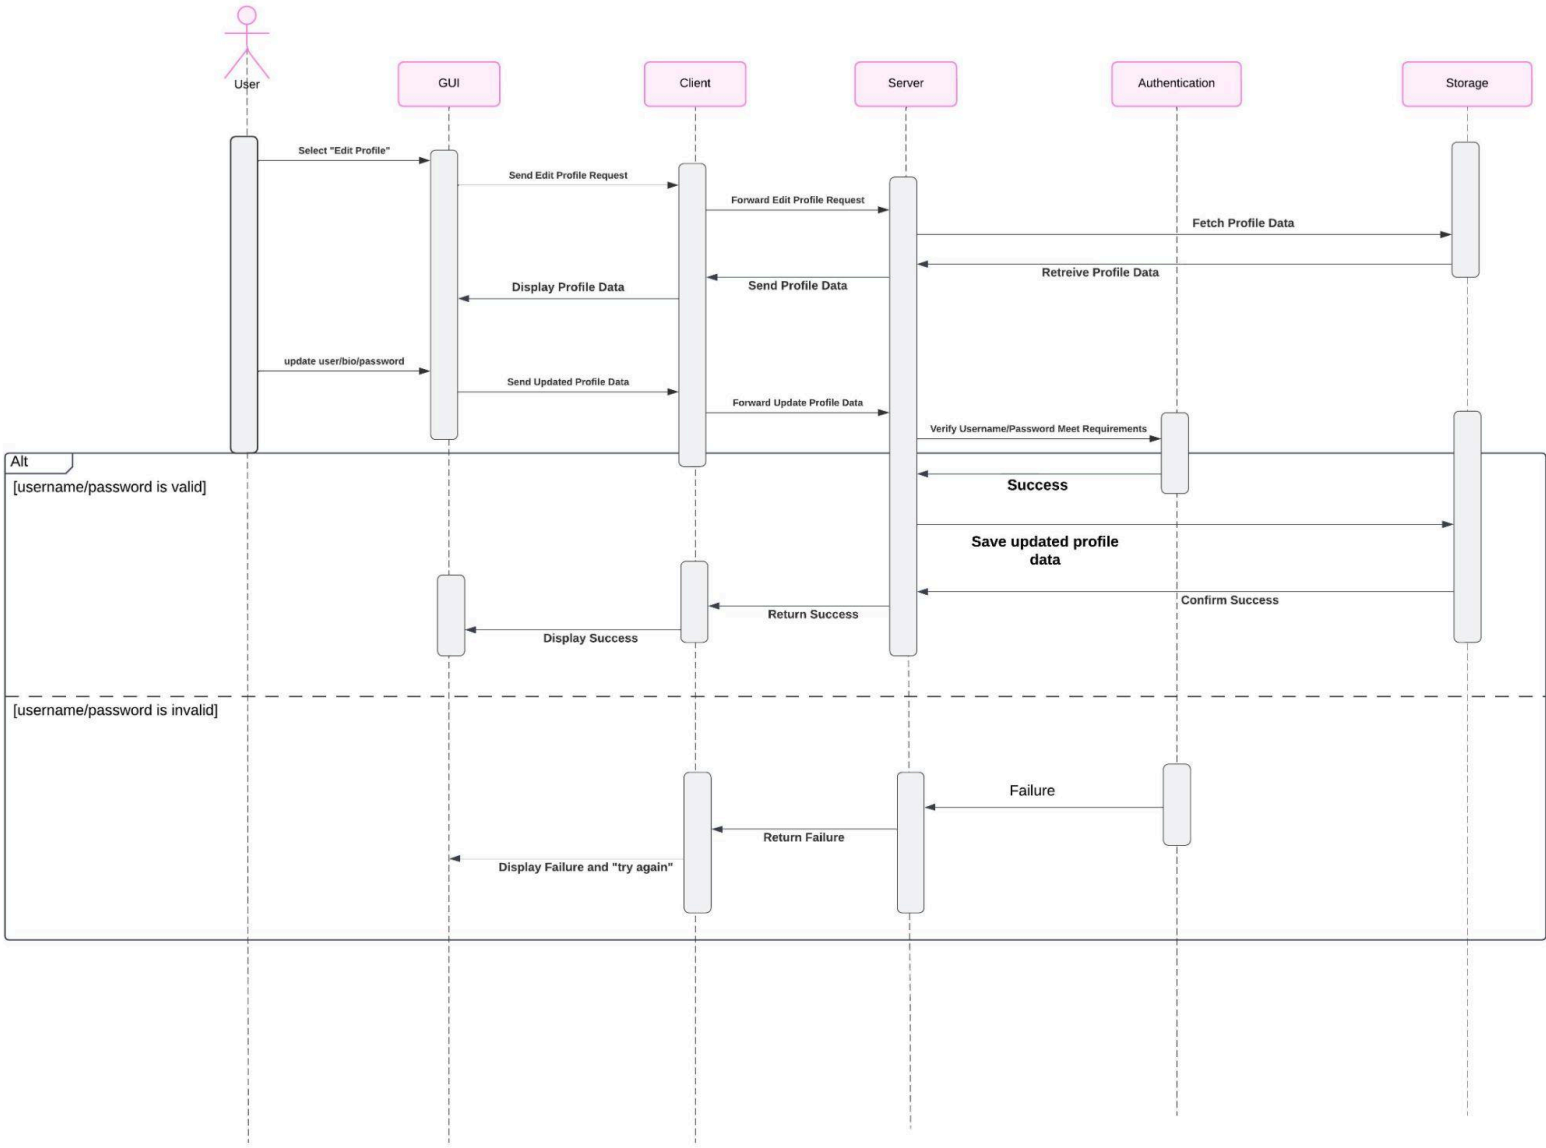 User
GUI
Client
Server
Authentication
Storage
Select "Edit Profile"
Send Edit Profile Request
Forward Edit Profile Request
Fetch Profile Data
Retreive Profile Data
Send Profile Data
Display Profile Data
update user/bio/password
Send Updated Profile Data
Forward Update Profile Data
Verify Username/Password Meet Requirements
Alt
[username/password is valid]
Success
Save updated profile
data
Confirm Success
Return Success
Display Success
[username/password is invalid]
Failure
Return Failure
Display Failure and "try again"